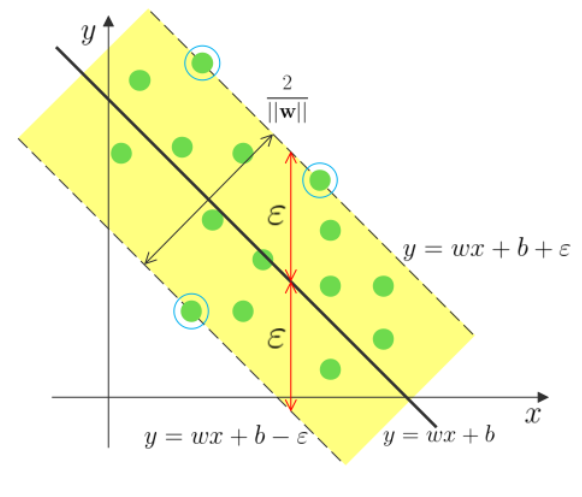 y
2
||w||
ε
y = wx + b + ε
ε
x
y = wx + b − ε
y = wx + b